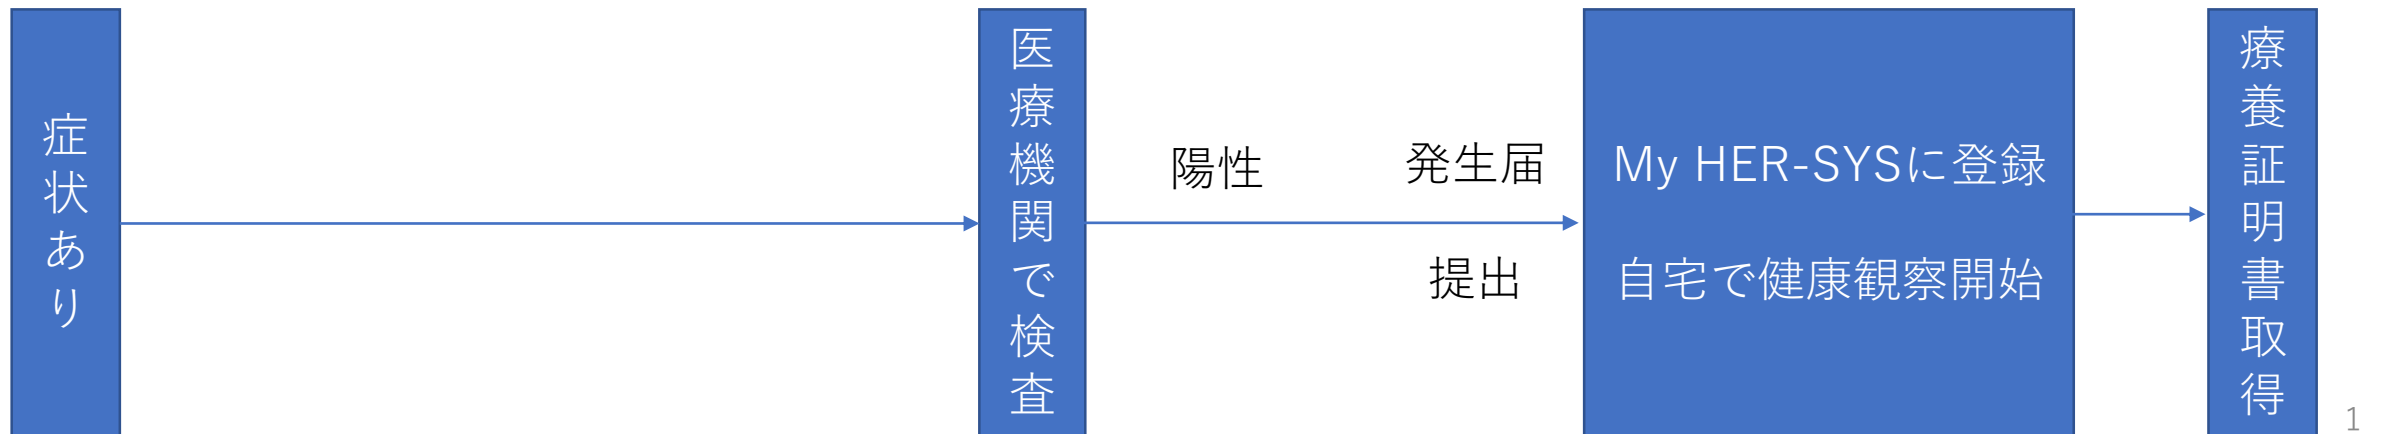 症状あり
医療機関で検査
陽性
発生届
提出
My HER-SYSに登録
自宅で健康観察開始
療養証明書取得
1